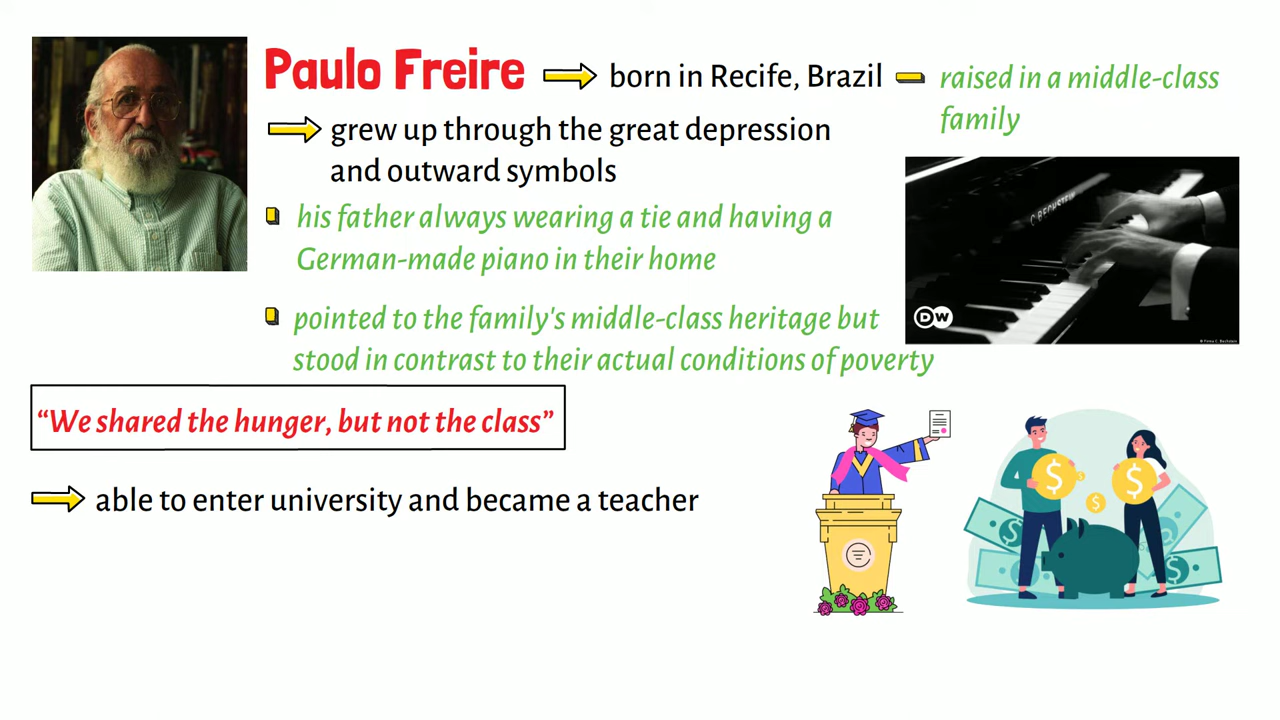 Paulo Freire
born in Recife, Brazil
raised in a middle-class
family
grew up through the great depression
and outward symbols
his father always wearing a tie and having a
German-made piano in their home
C. BECHSTEIN
DW
pointed to the family's middle-class heritage but
stood in contrast to their actual conditions of poverty
“We shared the hunger, but not the class”
able to enter university and became a teacher